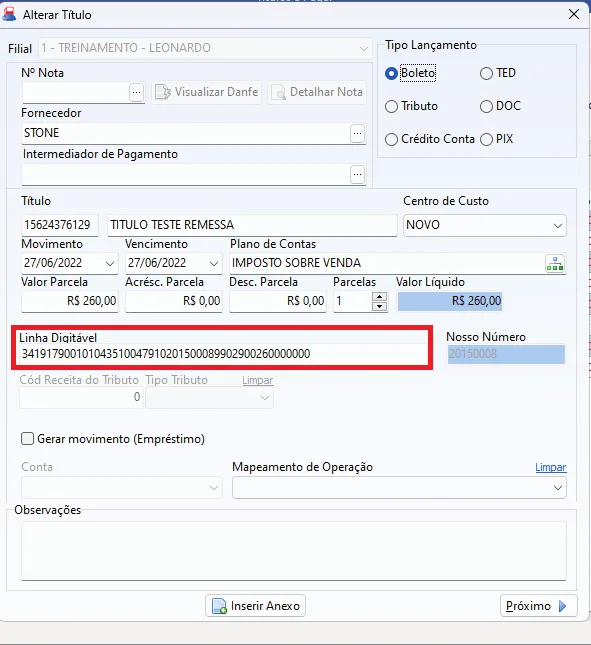 Alterar Título
Filial 1 - TREINAMENTO - LEONARDO
Tipo Lançamento
Nº Nota
Boleto TED
... Visualizar Danfe Detalhar Nota
Tributo DOC
Fornecedor
STONE ...
Crédito Conta PIX
Intermediador de Pagamento
...
Título Centro de Custo
15624376129 TITULO TESTE REMESSA NOVO
Movimento Vencimento Plano de Contas
27/06/2022 27/06/2022 IMPOSTO SOBRE VENDA
Valor Parcela Acrésc. Parcela Desc. Parcela Parcelas Valor Líquido
R$ 260,00 R$ 0,00 R$ 0,00 1 R$ 260,00
Linha Digitável Nosso Número
3419179001010435100479102015000899029002600​00000 20150008
Cód Receita do Tributo Tipo Tributo Limpar
0
Gerar movimento (Empréstimo)
Conta Mapeamento de Operação Limpar
Observações
Inserir Anexo Próximo